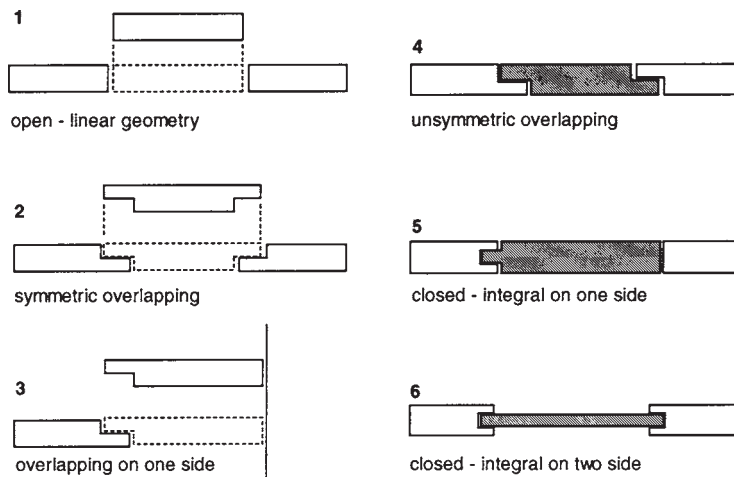 1
open - linear geometry
2
symmetric overlapping
3
overlapping on one side
4
unsymmetric overlapping
5
closed - integral on one side
6
closed - integral on two side